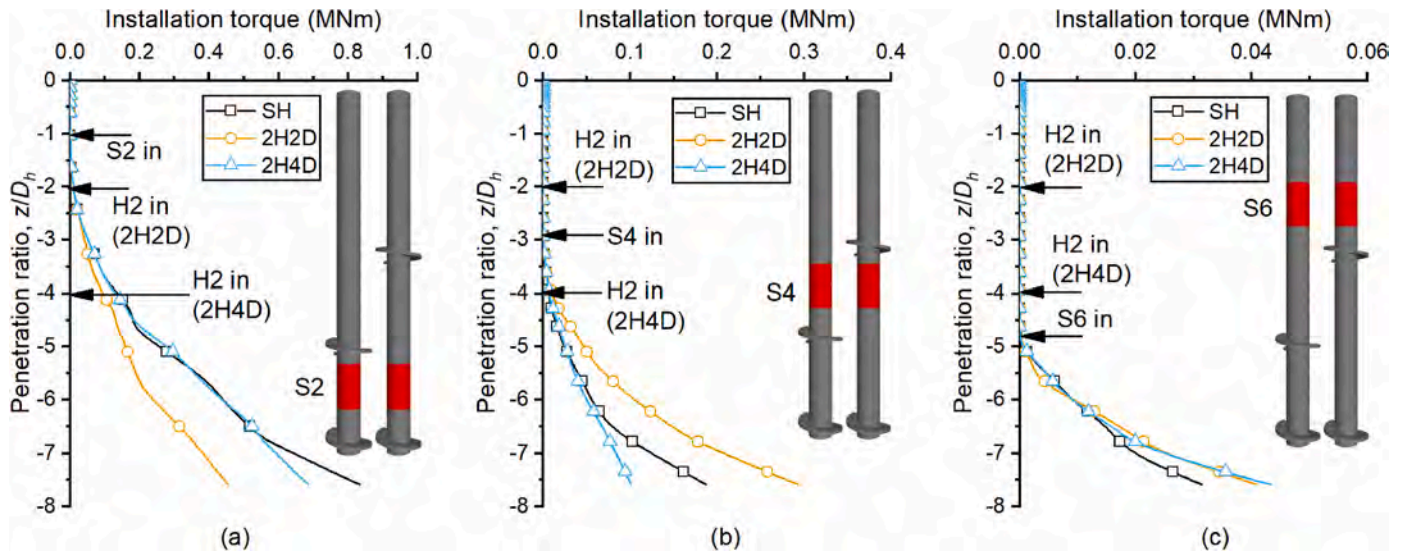 Installation torque (MNm)
0.0 0.2 0.4 0.6 0.8 1.0
Penetration ratio, z/Dₕ
0
-1
-2
-3
-4
-5
-6
-7
-8
SH
2H2D
2H4D
S2 in
H2 in
(2H2D)
H2 in
(2H4D)
S2
(a)
Installation torque (MNm)
0.0 0.1 0.2 0.3 0.4
Penetration ratio, z/Dₕ
0
-1
-2
-3
-4
-5
-6
-7
-8
SH
2H2D
2H4D
H2 in
(2H2D)
S4 in
H2 in
(2H4D)
S4
(b)
Installation torque (MNm)
0.00 0.02 0.04 0.06
Penetration ratio, z/Dₕ
0
-1
-2
-3
-4
-5
-6
-7
-8
SH
2H2D
2H4D
H2 in
(2H2D)
H2 in
(2H4D)
S6 in
S6
(c)